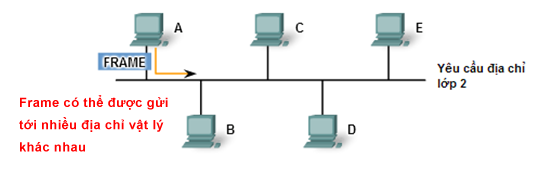 A
C
E
FRAME
Yêu cầu địa chỉ
lớp 2
Frame có thể được gửi
tới nhiều địa chỉ vật lý
khác nhau
B
D